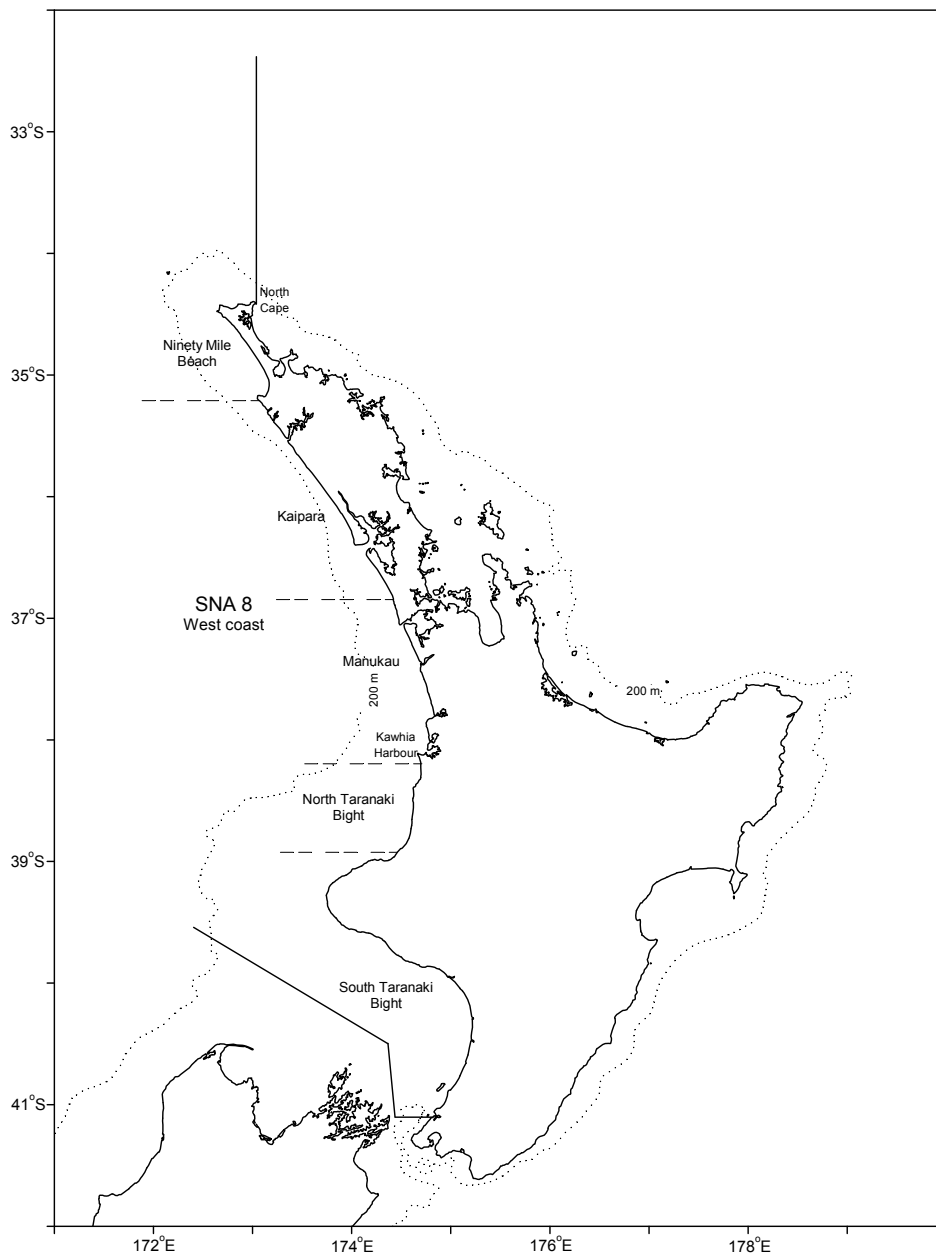 33°S
North
Cape
Ninety Mile
Beach
35°S
Kaipara
SNA 8
West coast
37°S
Manukau
200 m
200 m
Kawhia
Harbour
North Taranaki
Bight
39°S
South Taranaki
Bight
41°S
172°E
174°E
176°E
178°E